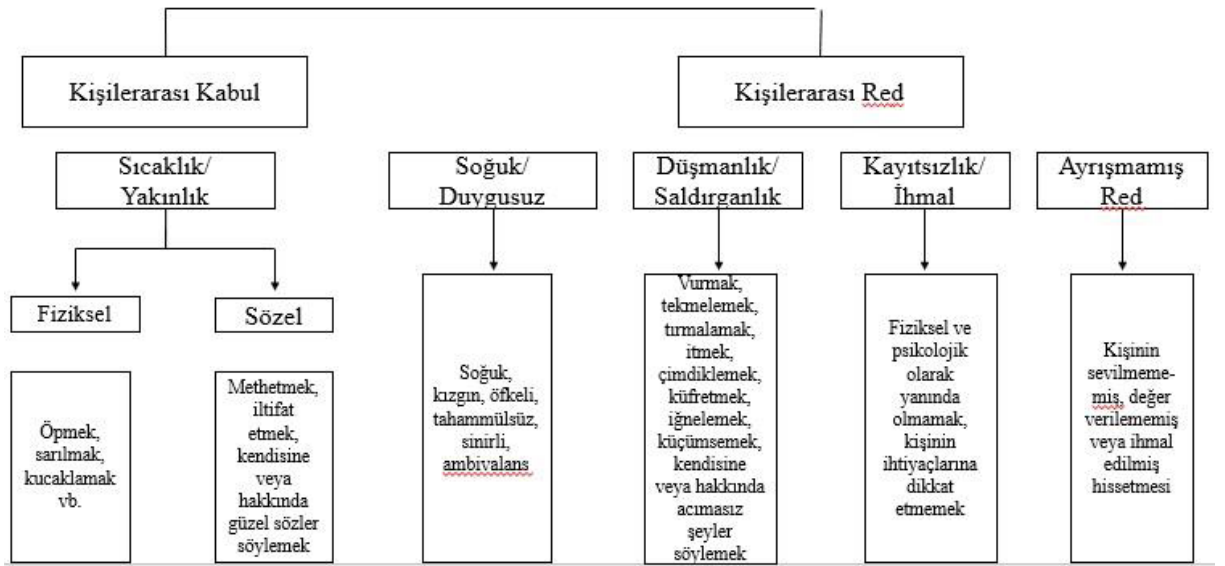 Kişilerarası Kabul
Kişilerarası Red
Sıcaklık/
Yakınlık
Soğuk/
Duygusuz
Düşmanlık/
Saldırganlık
Kayıtsızlık/
İhmal
Ayrışmamış
Red
Fiziksel
Sözel
Öpmek,
sarılmak,
kucaklamak
vb.
Methetmek,
iltifat
etmek,
kendisine
veya
hakkında
güzel sözler
söylemek
Soğuk,
kızgın, öfkeli,
tahammülsüz,
sinirli,
ambivalans
Vurmak,
tekmelemek,
tırmalamak,
itmek,
çimdiklemek,
küfretmek,
iğnelemek,
küçümsemek,
kendisine
veya hakkında
acımasız
şeyler
söylemek
Fiziksel ve
psikolojik
olarak
yanında
olmamak,
kişinin
ihtiyaçlarına
dikkat
etmemek
Kişinin
sevilmeme-
miş, değer
verilememiş
veya ihmal
edilmiş
hissetmesi